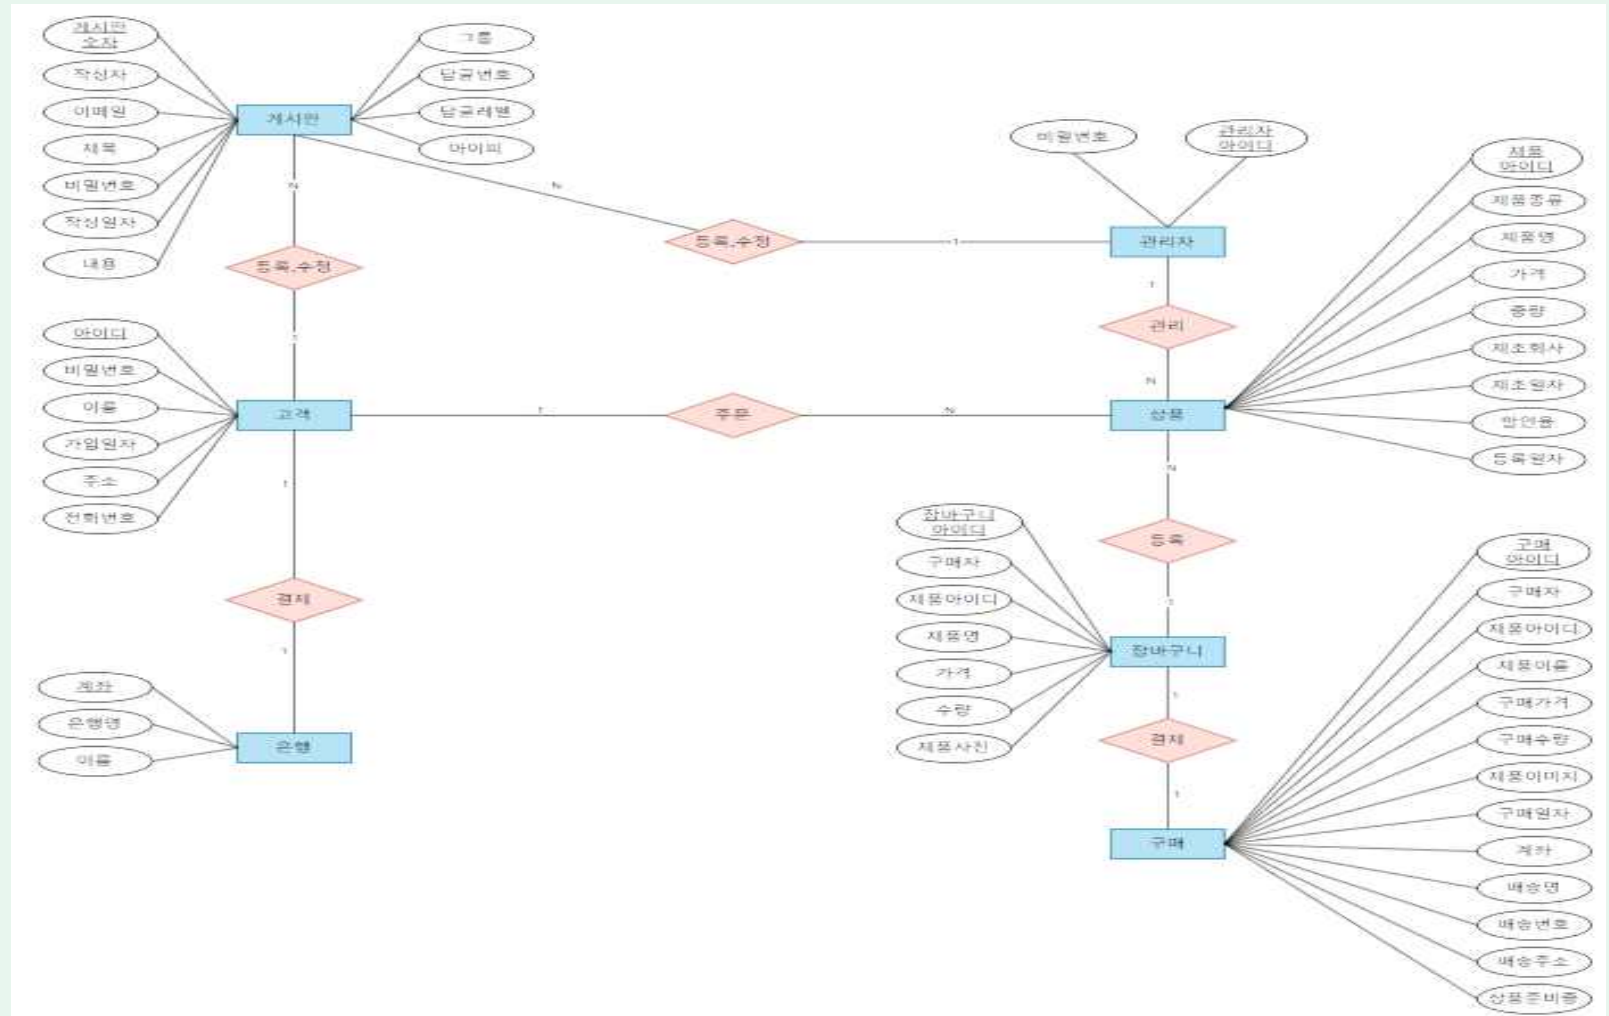 게시판
숫자
작성자
이메일
제목
비밀번호
작성일자
내용
그룹
답글번호
답글레벨
아이피
게시판
N
N
등록,수정
1
등록,수정
1
비밀번호
관리자
아이디
관리자
1
관리
N
제품
아이디
제품종류
제품명
가격
중량
제조회사
제조일자
할인율
등록일자
아이디
비밀번호
이름
가입일자
주소
전화번호
고객
1
주문
N
상품
1
결제
1
계좌
은행명
이름
은행
N
등록
1
장바구니
아이디
구매자
제품아이디
제품명
가격
수량
제품사진
장바구니
1
결제
1
구매
구매
아이디
구매자
제품아이디
제품이름
구매가격
구매수량
제품이미지
구매일자
계좌
배송명
배송번호
배송주소
상품준비중